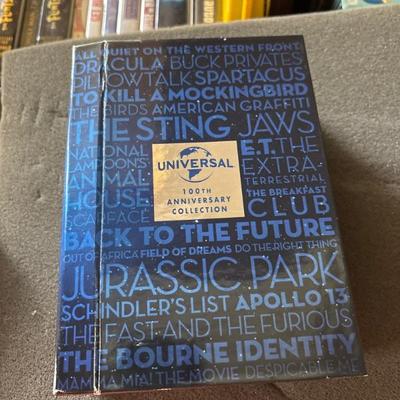 ALL QUIET ON THE WESTERN FRONT
DRACULA BUCK PRIVATES
PILLOW TALK SPARTACUS
TO KILL A MOCKINGBIRD
THE BIRDS AMERICAN GRAFFITI
THE STING JAWS
NATIONAL LAMPOON'S ANIMAL HOUSE
E.T. THE EXTRA-TERRESTRIAL
UNIVERSAL
100TH
ANNIVERSARY
COLLECTION
SCARFACE
THE BREAKFAST CLUB
BACK TO THE FUTURE
OUT OF AFRICA FIELD OF DREAMS DO THE RIGHT THING
JURASSIC PARK
SCHINDLER'S LIST APOLLO 13
THE FAST AND THE FURIOUS
THE BOURNE IDENTITY
MAMMA MIA! THE MOVIE DESPICABLE ME